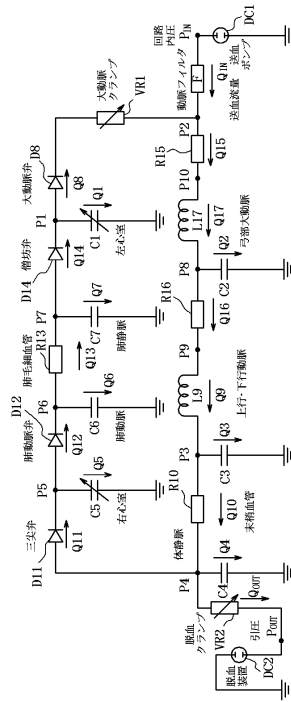 三尖弁
D11
Q11
P5
右心室
C5
Q5
肺動脈弁
D12
Q12
P6
肺動脈
C6
Q6
肺毛細血管
R13
Q13
P7
肺静脈
C7
Q7
僧坊弁
D14
Q14
P1
左心室
C1
Q1
大動脈弁
D8
Q8
大動脈
クランプ
VR1
回路
内圧
PIN
DC1
送血
ポンプ
動脈フィルタ
F
QIN
送血流量
P2
R15
Q15
P10
L17
Q17
弓部大動脈
P8
C2
Q2
R16
Q16
P9
L9
Q9
上行・下行動脈
P3
C3
Q3
R10
Q10
末梢血管
体静脈
P4
C4
Q4
脱血
クランプ
VR2
QOUT
引圧
POUT
脱血
装置
DC2